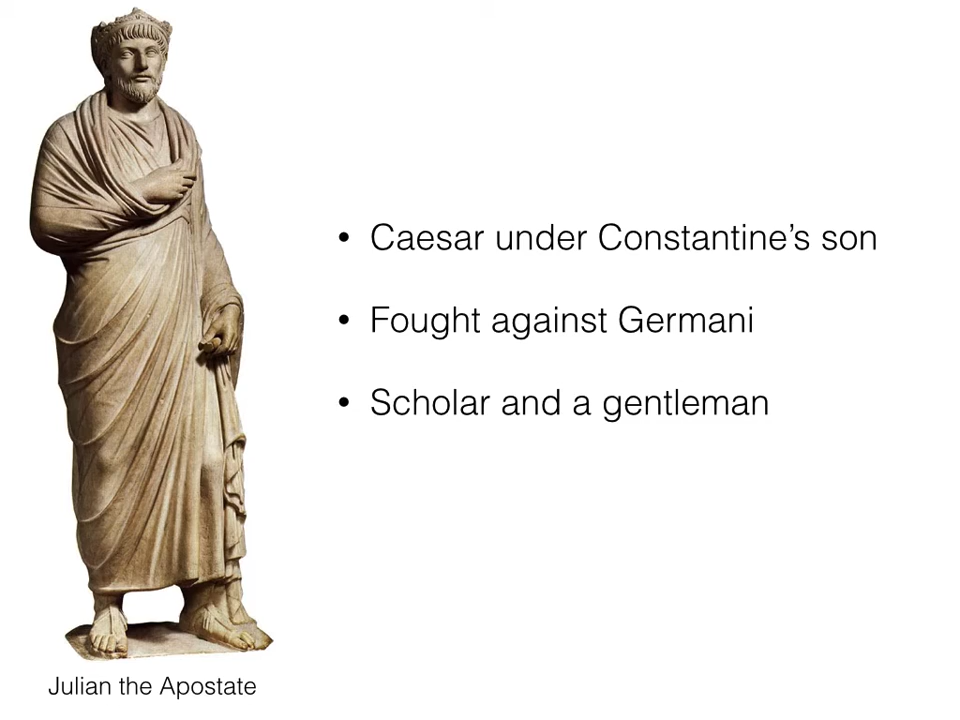 • Caesar under Constantine’s son
• Fought against Germani
• Scholar and a gentleman
Julian the Apostate